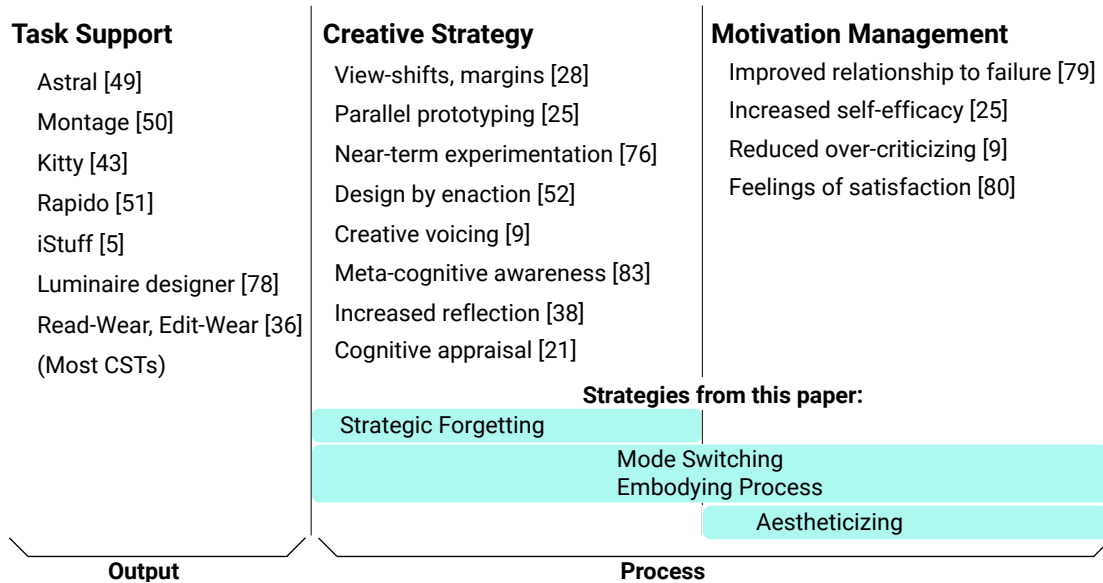 Task Support
Astral [49]
Montage [50]
Kitty [43]
Rapido [51]
iStuff [5]
Luminaire designer [78]
Read-Wear, Edit-Wear [36]
(Most CSTs)
Creative Strategy
View-shifts, margins [28]
Parallel prototyping [25]
Near-term experimentation [76]
Design by enaction [52]
Creative voicing [9]
Meta-cognitive awareness [83]
Increased reflection [38]
Cognitive appraisal [21]
Motivation Management
Improved relationship to failure [79]
Increased self-efficacy [25]
Reduced over-criticizing [9]
Feelings of satisfaction [80]
Strategies from this paper:
Strategic Forgetting
Mode Switching
Embodying Process
Aestheticizing
Output
Process